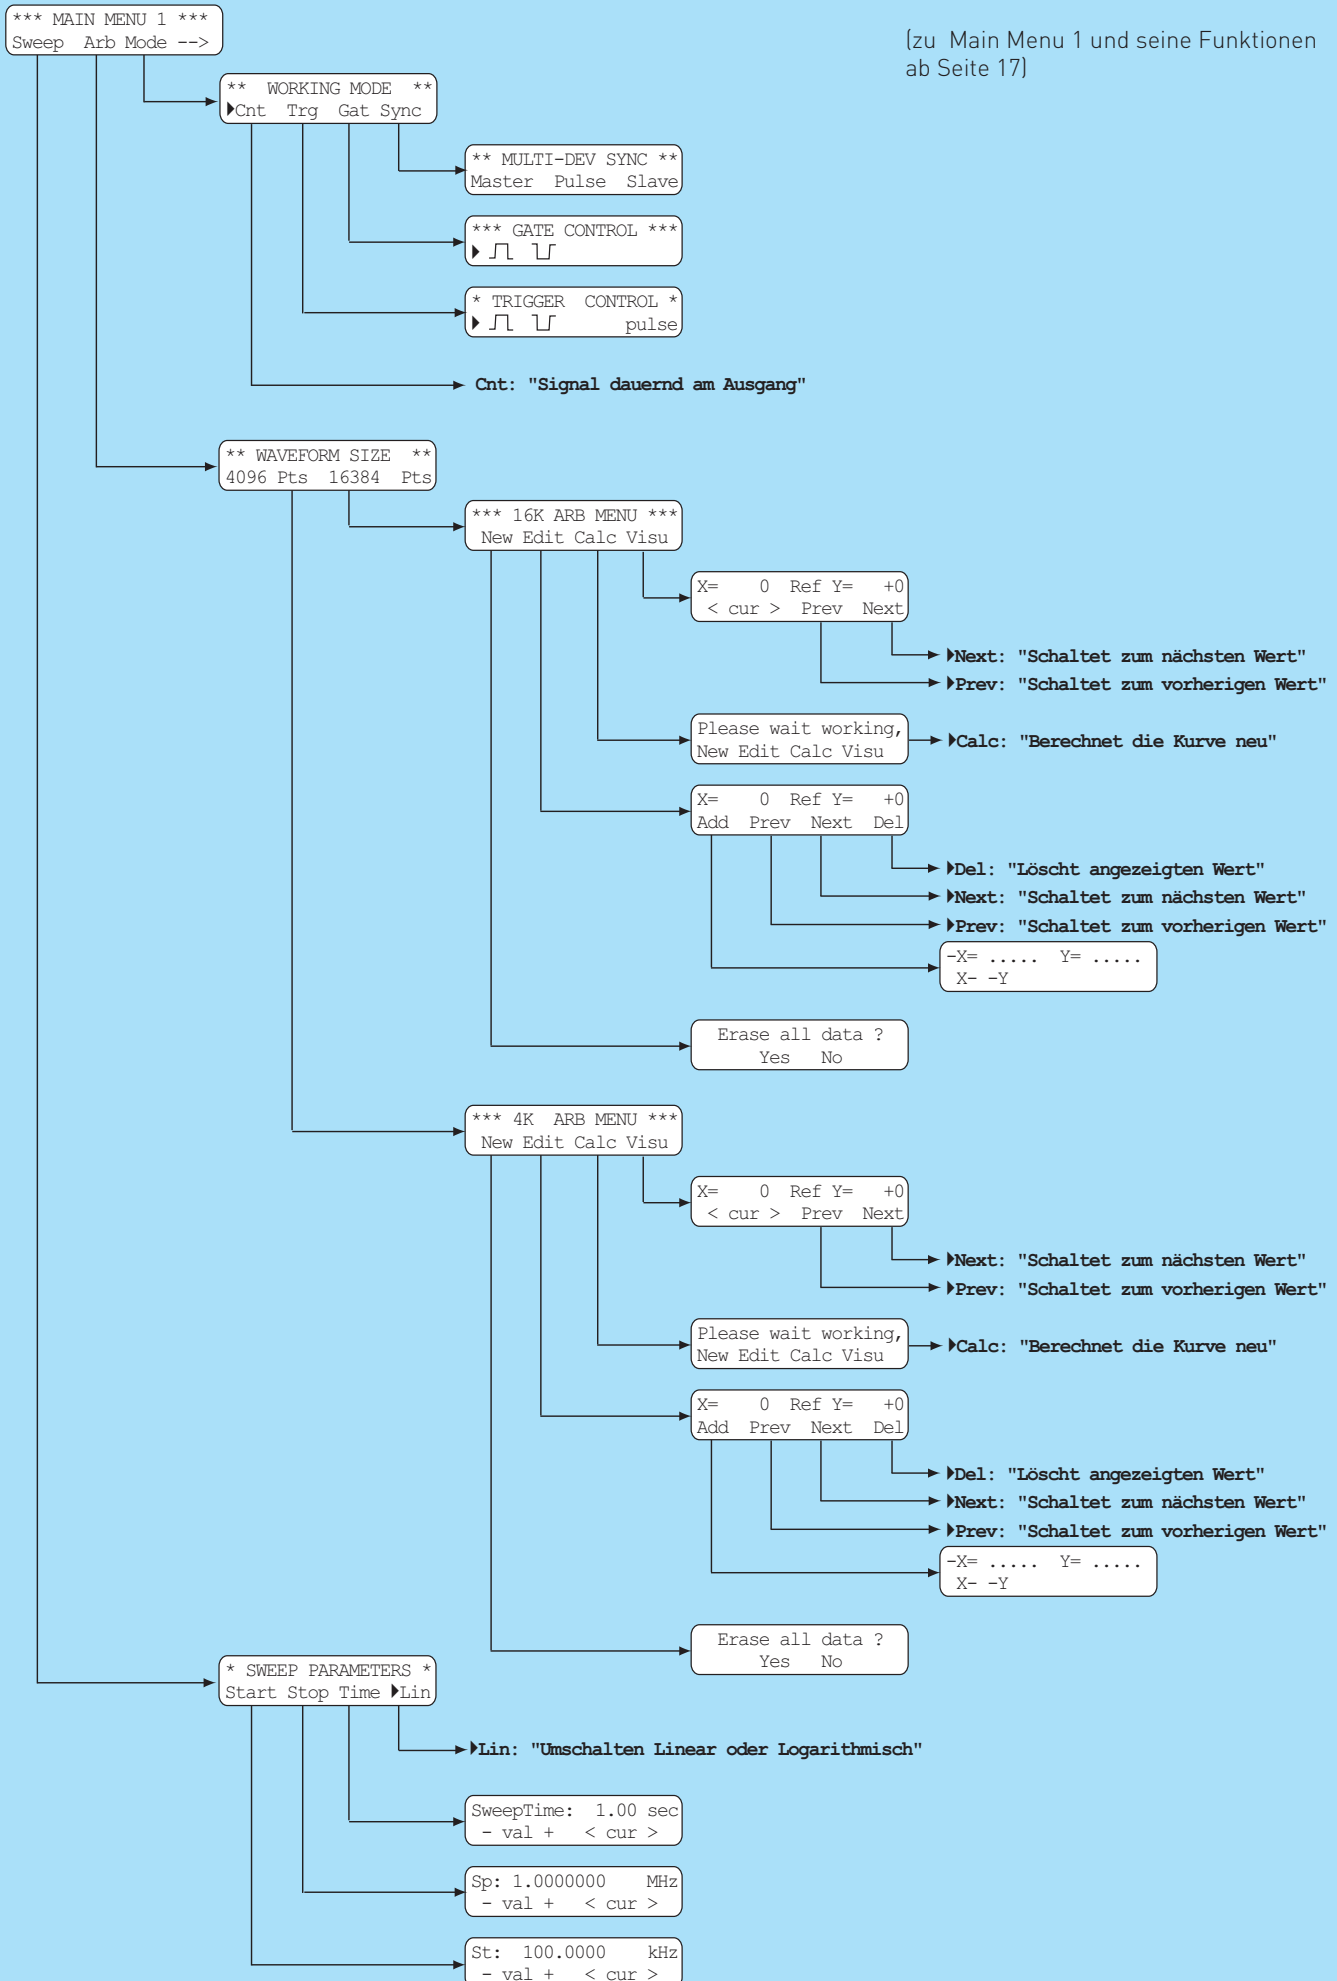 *** MAIN MENU 1 ***
Sweep Arb Mode -->
(zu Main Menu 1 und seine Funktionen
ab Seite 17)
** WORKING MODE **
Cnt Trg Gat Sync
** MULTI-DEV SYNC **
Master Pulse Slave
*** GATE CONTROL ***
* TRIGGER CONTROL *
pulse
Cnt: "Signal dauernd am Ausgang"
** WAVEFORM SIZE **
4096 Pts 16384 Pts
*** 16K ARB MENU ***
New Edit Calc Visu
X= 0 Ref Y= +0
< cur > Prev Next
Next: "Schaltet zum nächsten Wert"
Prev: "Schaltet zum vorherigen Wert"
Please wait working,
New Edit Calc Visu
Calc: "Berechnet die Kurve neu"
X= 0 Ref Y= +0
Add Prev Next Del
Del: "Löscht angezeigten Wert"
Next: "Schaltet zum nächsten Wert"
Prev: "Schaltet zum vorherigen Wert"
-X= ..... Y= .....
X- -Y
Erase all data ?
Yes No
*** 4K ARB MENU ***
New Edit Calc Visu
X= 0 Ref Y= +0
< cur > Prev Next
Next: "Schaltet zum nächsten Wert"
Prev: "Schaltet zum vorherigen Wert"
Please wait working,
New Edit Calc Visu
Calc: "Berechnet die Kurve neu"
X= 0 Ref Y= +0
Add Prev Next Del
Del: "Löscht angezeigten Wert"
Next: "Schaltet zum nächsten Wert"
Prev: "Schaltet zum vorherigen Wert"
-X= ..... Y= .....
X- -Y
Erase all data ?
Yes No
* SWEEP PARAMETERS *
Start Stop Time Lin
Lin: "Umschalten Linear oder Logarithmisch"
SweepTime: 1.00 sec
- val + < cur >
Sp: 1.0000000 MHz
- val + < cur >
St: 100.0000 kHz
- val + < cur >